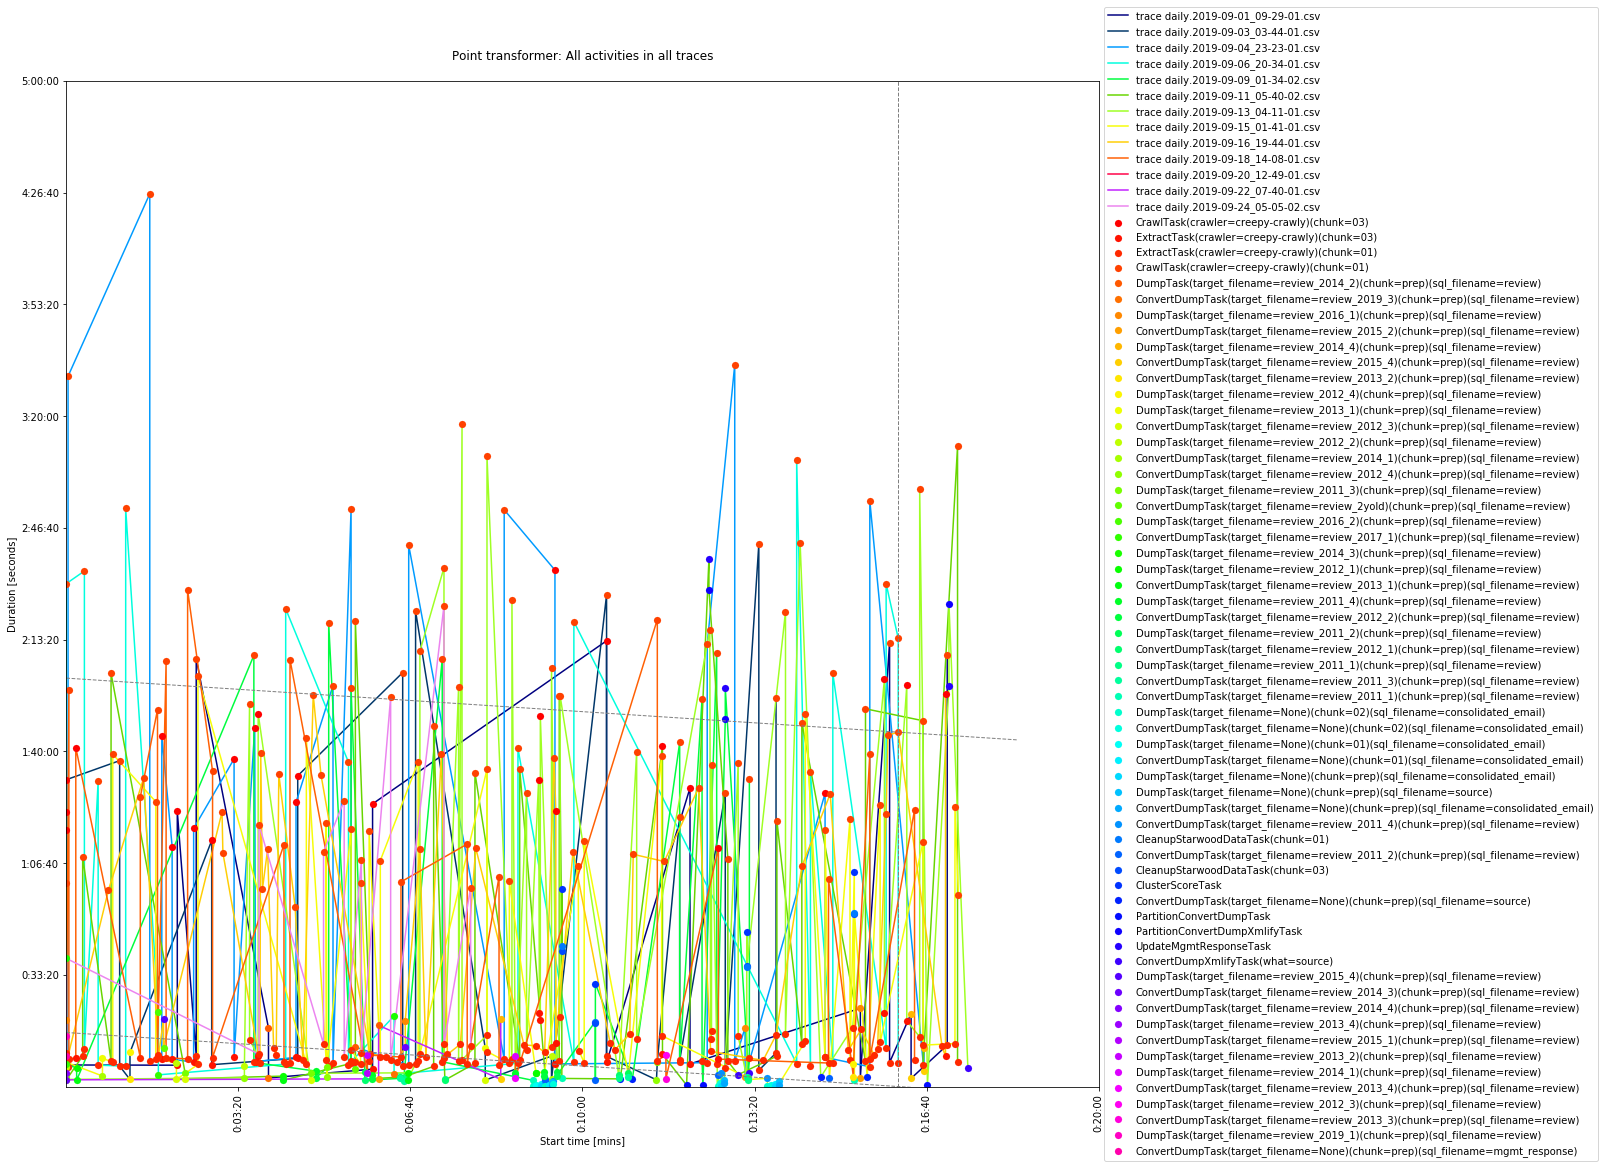 Point transformer: All activities in all traces
5:00:00
4:26:40
3:53:20
3:20:00
2:46:40
2:13:20
1:40:00
1:06:40
0:33:20
Duration [seconds]
0:03:20
0:06:40
0:10:00
0:13:20
0:16:40
0:20:00
Start time [mins]
trace daily.2019-09-01_09-29-01.csv
trace daily.2019-09-03_03-44-01.csv
trace daily.2019-09-04_23-23-01.csv
trace daily.2019-09-06_20-34-01.csv
trace daily.2019-09-09_01-34-02.csv
trace daily.2019-09-11_05-40-02.csv
trace daily.2019-09-13_04-11-01.csv
trace daily.2019-09-15_01-41-01.csv
trace daily.2019-09-16_19-44-01.csv
trace daily.2019-09-18_14-08-01.csv
trace daily.2019-09-20_12-49-01.csv
trace daily.2019-09-22_07-40-01.csv
trace daily.2019-09-24_05-05-02.csv
CrawlTask(crawler=creepy-crawly)(chunk=03)
ExtractTask(crawler=creepy-crawly)(chunk=03)
ExtractTask(crawler=creepy-crawly)(chunk=01)
CrawlTask(crawler=creepy-crawly)(chunk=01)
DumpTask(target_filename=review_2014_2)(chunk=prep)(sql_filename=review)
ConvertDumpTask(target_filename=review_2019_3)(chunk=prep)(sql_filename=review)
DumpTask(target_filename=review_2016_1)(chunk=prep)(sql_filename=review)
ConvertDumpTask(target_filename=review_2015_2)(chunk=prep)(sql_filename=review)
DumpTask(target_filename=review_2014_4)(chunk=prep)(sql_filename=review)
ConvertDumpTask(target_filename=review_2015_4)(chunk=prep)(sql_filename=review)
ConvertDumpTask(target_filename=review_2013_2)(chunk=prep)(sql_filename=review)
DumpTask(target_filename=review_2012_4)(chunk=prep)(sql_filename=review)
DumpTask(target_filename=review_2013_1)(chunk=prep)(sql_filename=review)
ConvertDumpTask(target_filename=review_2012_3)(chunk=prep)(sql_filename=review)
DumpTask(target_filename=review_2012_2)(chunk=prep)(sql_filename=review)
ConvertDumpTask(target_filename=review_2014_1)(chunk=prep)(sql_filename=review)
ConvertDumpTask(target_filename=review_2012_4)(chunk=prep)(sql_filename=review)
DumpTask(target_filename=review_2011_3)(chunk=prep)(sql_filename=review)
ConvertDumpTask(target_filename=review_2yold)(chunk=prep)(sql_filename=review)
DumpTask(target_filename=review_2016_2)(chunk=prep)(sql_filename=review)
ConvertDumpTask(target_filename=review_2017_1)(chunk=prep)(sql_filename=review)
DumpTask(target_filename=review_2014_3)(chunk=prep)(sql_filename=review)
DumpTask(target_filename=review_2012_1)(chunk=prep)(sql_filename=review)
ConvertDumpTask(target_filename=review_2013_1)(chunk=prep)(sql_filename=review)
DumpTask(target_filename=review_2011_4)(chunk=prep)(sql_filename=review)
ConvertDumpTask(target_filename=review_2012_2)(chunk=prep)(sql_filename=review)
DumpTask(target_filename=review_2011_2)(chunk=prep)(sql_filename=review)
ConvertDumpTask(target_filename=review_2012_1)(chunk=prep)(sql_filename=review)
DumpTask(target_filename=review_2011_1)(chunk=prep)(sql_filename=review)
ConvertDumpTask(target_filename=review_2011_3)(chunk=prep)(sql_filename=review)
ConvertDumpTask(target_filename=review_2011_1)(chunk=prep)(sql_filename=review)
DumpTask(target_filename=None)(chunk=02)(sql_filename=consolidated_email)
ConvertDumpTask(target_filename=None)(chunk=02)(sql_filename=consolidated_email)
DumpTask(target_filename=None)(chunk=01)(sql_filename=consolidated_email)
ConvertDumpTask(target_filename=None)(chunk=01)(sql_filename=consolidated_email)
DumpTask(target_filename=None)(chunk=prep)(sql_filename=consolidated_email)
DumpTask(target_filename=None)(chunk=prep)(sql_filename=source)
ConvertDumpTask(target_filename=None)(chunk=prep)(sql_filename=consolidated_email)
ConvertDumpTask(target_filename=review_2011_4)(chunk=prep)(sql_filename=review)
CleanupStarwoodDataTask(chunk=01)
ConvertDumpTask(target_filename=review_2011_2)(chunk=prep)(sql_filename=review)
CleanupStarwoodDataTask(chunk=03)
ClusterScoreTask
ConvertDumpTask(target_filename=None)(chunk=prep)(sql_filename=source)
PartitionConvertDumpTask
PartitionConvertDumpXmlifyTask
UpdateMgmtResponseTask
ConvertDumpXmlifyTask(what=source)
DumpTask(target_filename=review_2015_4)(chunk=prep)(sql_filename=review)
ConvertDumpTask(target_filename=review_2014_3)(chunk=prep)(sql_filename=review)
ConvertDumpTask(target_filename=review_2014_4)(chunk=prep)(sql_filename=review)
DumpTask(target_filename=review_2013_4)(chunk=prep)(sql_filename=review)
ConvertDumpTask(target_filename=review_2015_1)(chunk=prep)(sql_filename=review)
DumpTask(target_filename=review_2013_2)(chunk=prep)(sql_filename=review)
DumpTask(target_filename=review_2014_1)(chunk=prep)(sql_filename=review)
ConvertDumpTask(target_filename=review_2013_4)(chunk=prep)(sql_filename=review)
DumpTask(target_filename=review_2012_3)(chunk=prep)(sql_filename=review)
ConvertDumpTask(target_filename=review_2013_3)(chunk=prep)(sql_filename=review)
DumpTask(target_filename=review_2019_1)(chunk=prep)(sql_filename=review)
ConvertDumpTask(target_filename=None)(chunk=prep)(sql_filename=mgmt_response)